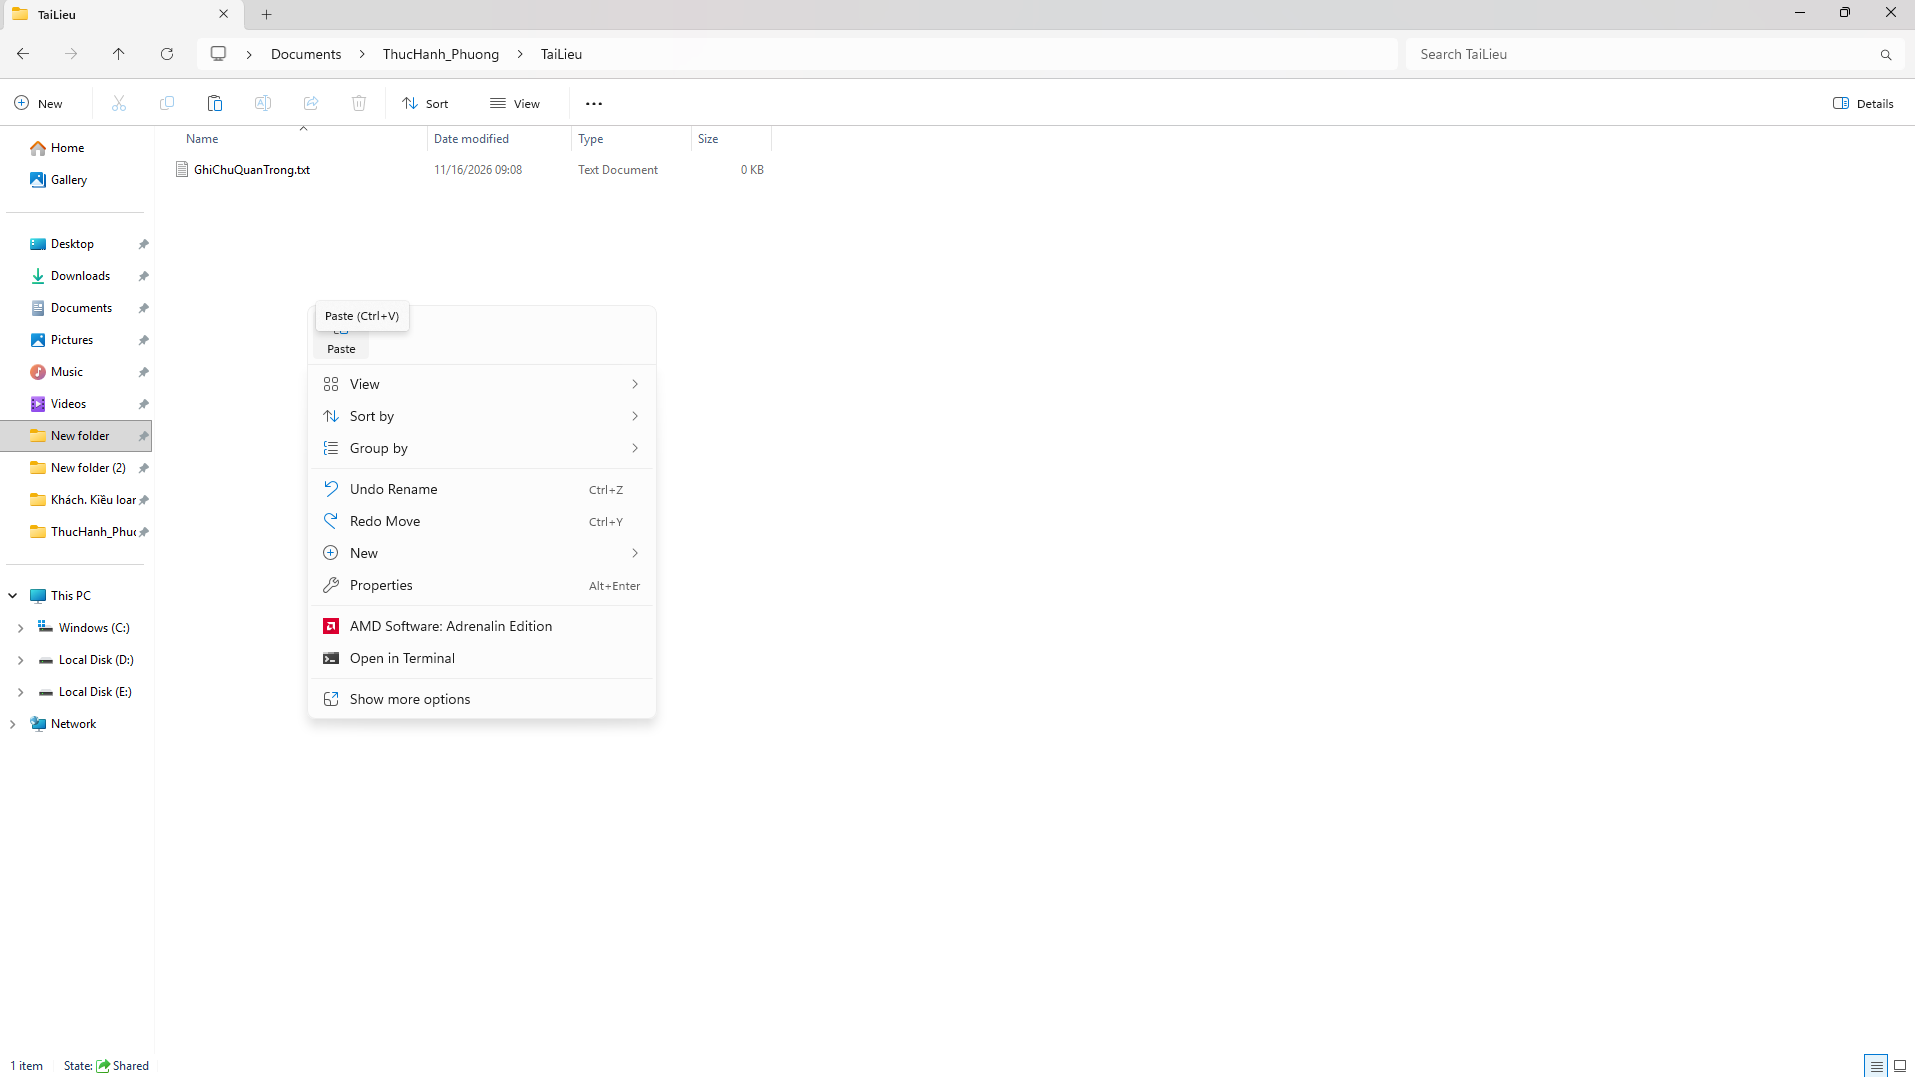 TaiLieu
Documents
ThucHanh_Phuong
TaiLieu
Search TaiLieu
New
Sort
View
Details
Home
Gallery
Desktop
Downloads
Documents
Pictures
Music
Videos
New folder
New folder (2)
Khách. Kiều loar
ThucHanh_Phuc
This PC
Windows (C:)
Local Disk (D:)
Local Disk (E:)
Network
Name
Date modified
Type
Size
GhiChuQuanTrong.txt
11/16/2026 09:08
Text Document
0 KB
Paste (Ctrl+V)
Paste
View
Sort by
Group by
Undo Rename
Ctrl+Z
Redo Move
Ctrl+Y
New
Properties
Alt+Enter
AMD Software: Adrenalin Edition
Open in Terminal
Show more options
1 item
State:
Shared